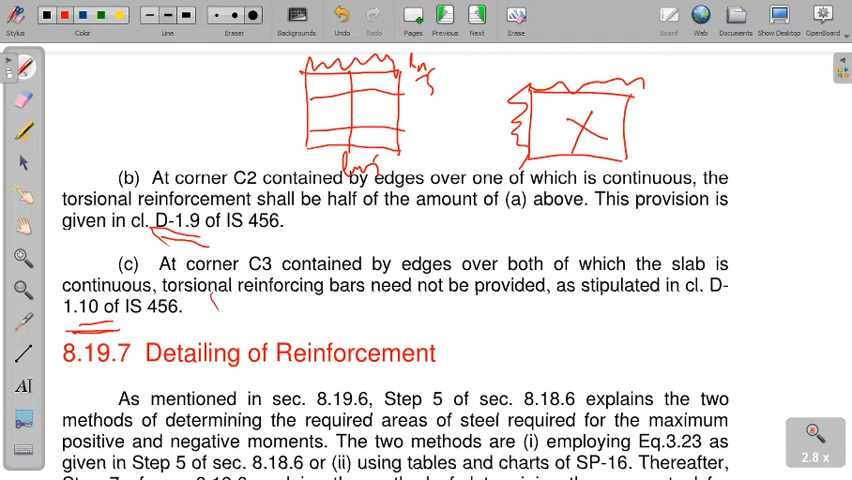 Stylus Color Line Eraser Backgrounds Undo Pages Previous Next Erase Board Web Documents Show Desktop OpenBoard
(b) At corner C2 contained by edges over one of which is continuous, the
torsional reinforcement shall be half of the amount of (a) above. This provision is
given in cl. D-1.9 of IS 456.
(c) At corner C3 contained by edges over both of which the slab is
continuous, torsional reinforcing bars need not be provided, as stipulated in cl. D-
1.10 of IS 456.
8.19.7 Detailing of Reinforcement
As mentioned in sec. 8.19.6, Step 5 of sec. 8.18.6 explains the two
methods of determining the required areas of steel required for the maximum
positive and negative moments. The two methods are (i) employing Eq.3.23 as
given in Step 5 of sec. 8.18.6 or (ii) using tables and charts of SP-16. Thereafter,
2.8 x